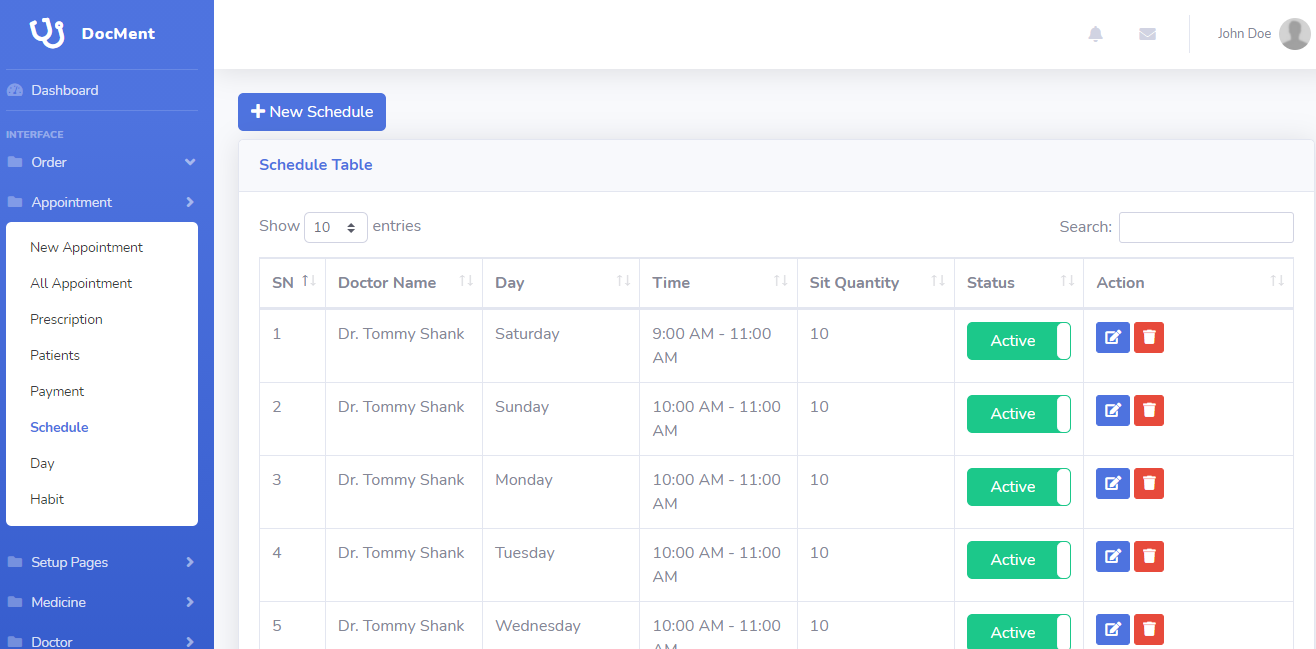 DocMent
John Doe
Dashboard
INTERFACE
Order
Appointment
New Appointment
All Appointment
Prescription
Patients
Payment
Schedule
Day
Habit
Setup Pages
Medicine
Doctor
New Schedule
Schedule Table
Show 10 entries
Search:
SN Doctor Name Day Time Sit Quantity Status Action
1 Dr. Tommy Shank Saturday 9:00 AM - 11:00 10 Active
AM
2 Dr. Tommy Shank Sunday 10:00 AM - 11:00 10 Active
AM
3 Dr. Tommy Shank Monday 10:00 AM - 11:00 10 Active
AM
4 Dr. Tommy Shank Tuesday 10:00 AM - 11:00 10 Active
AM
5 Dr. Tommy Shank Wednesday 10:00 AM - 11:00 10 Active
AM